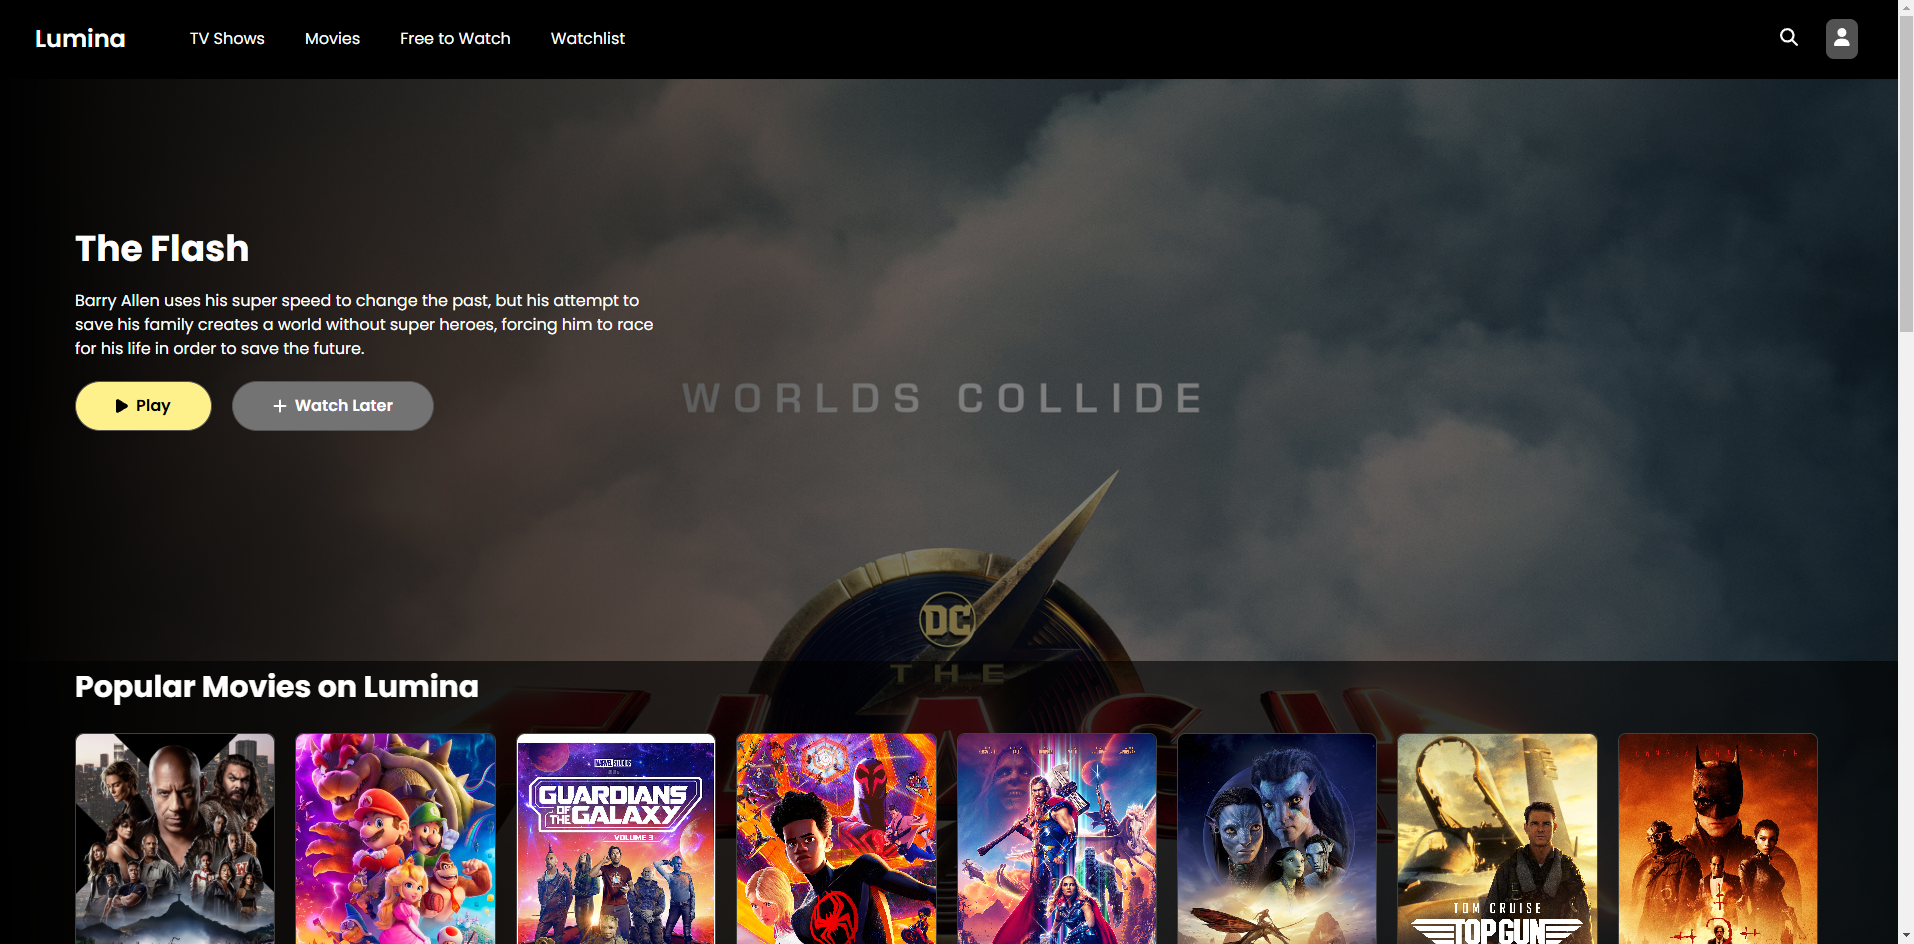 Lumina
TV Shows
Movies
Free to Watch
Watchlist
The Flash
Barry Allen uses his super speed to change the past, but his attempt to
save his family creates a world without super heroes, forcing him to race
for his life in order to save the future.
Play
Watch Later
WORLDS COLLIDE
DC
THE
Popular Movies on Lumina
MARVEL STUDIOS
GUARDIANS
OF THE GALAXY
VOLUME 3
TOM CRUISE
TOP GUN